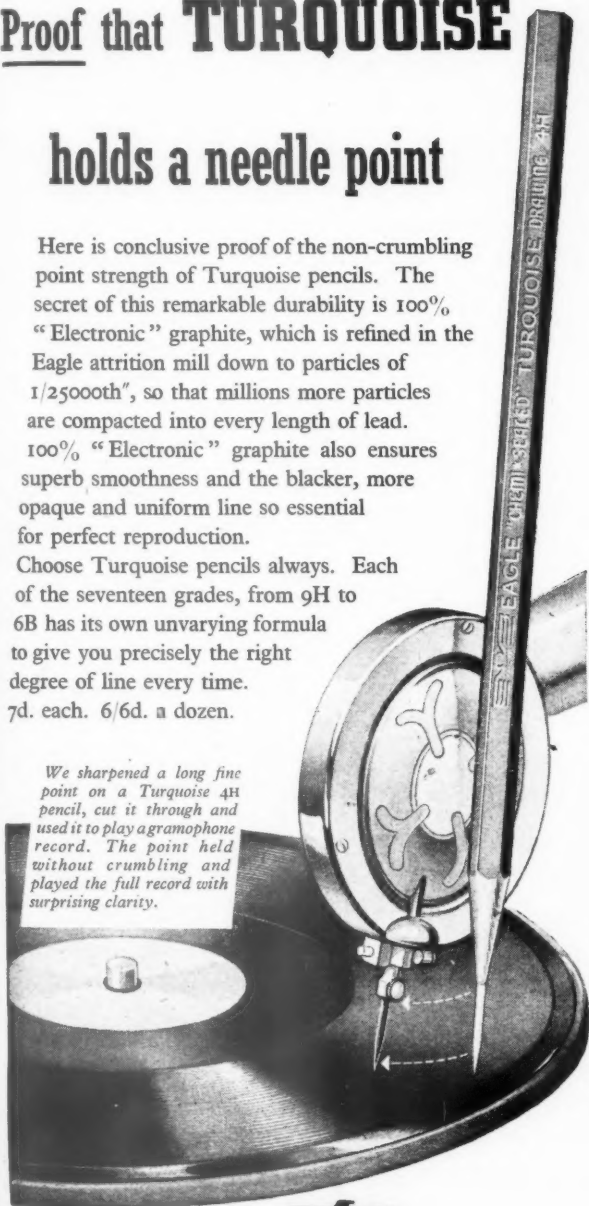 Proof that TURQUOISE
holds a needle point
Here is conclusive proof of the non-crumbling
point strength of Turquoise pencils. The
secret of this remarkable durability is 100%
“Electronic” graphite, which is refined in the
Eagle attrition mill down to particles of
1/25000th", so that millions more particles
are compacted into every length of lead.
100% “Electronic” graphite also ensures
superb smoothness and the blacker, more
opaque and uniform line so essential
for perfect reproduction.
Choose Turquoise pencils always. Each
of the seventeen grades, from 9H to
6B has its own unvarying formula
to give you precisely the right
degree of line every time.
7d. each. 6/6d. a dozen.
We sharpened a long fine
point on a Turquoise 4H
pencil, cut it through and
used it to play a gramophone
record. The point held
without crumbling and
played the full record with
surprising clarity.
EAGLE "CHEMI-SEALED" TURQUOISE DRAWING 4H